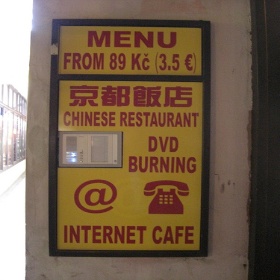 MENU
FROM 89 Kč (3.5 €)
京都飯店
CHINESE RESTAURANT
DVD
BURNING
@
INTERNET CAFE